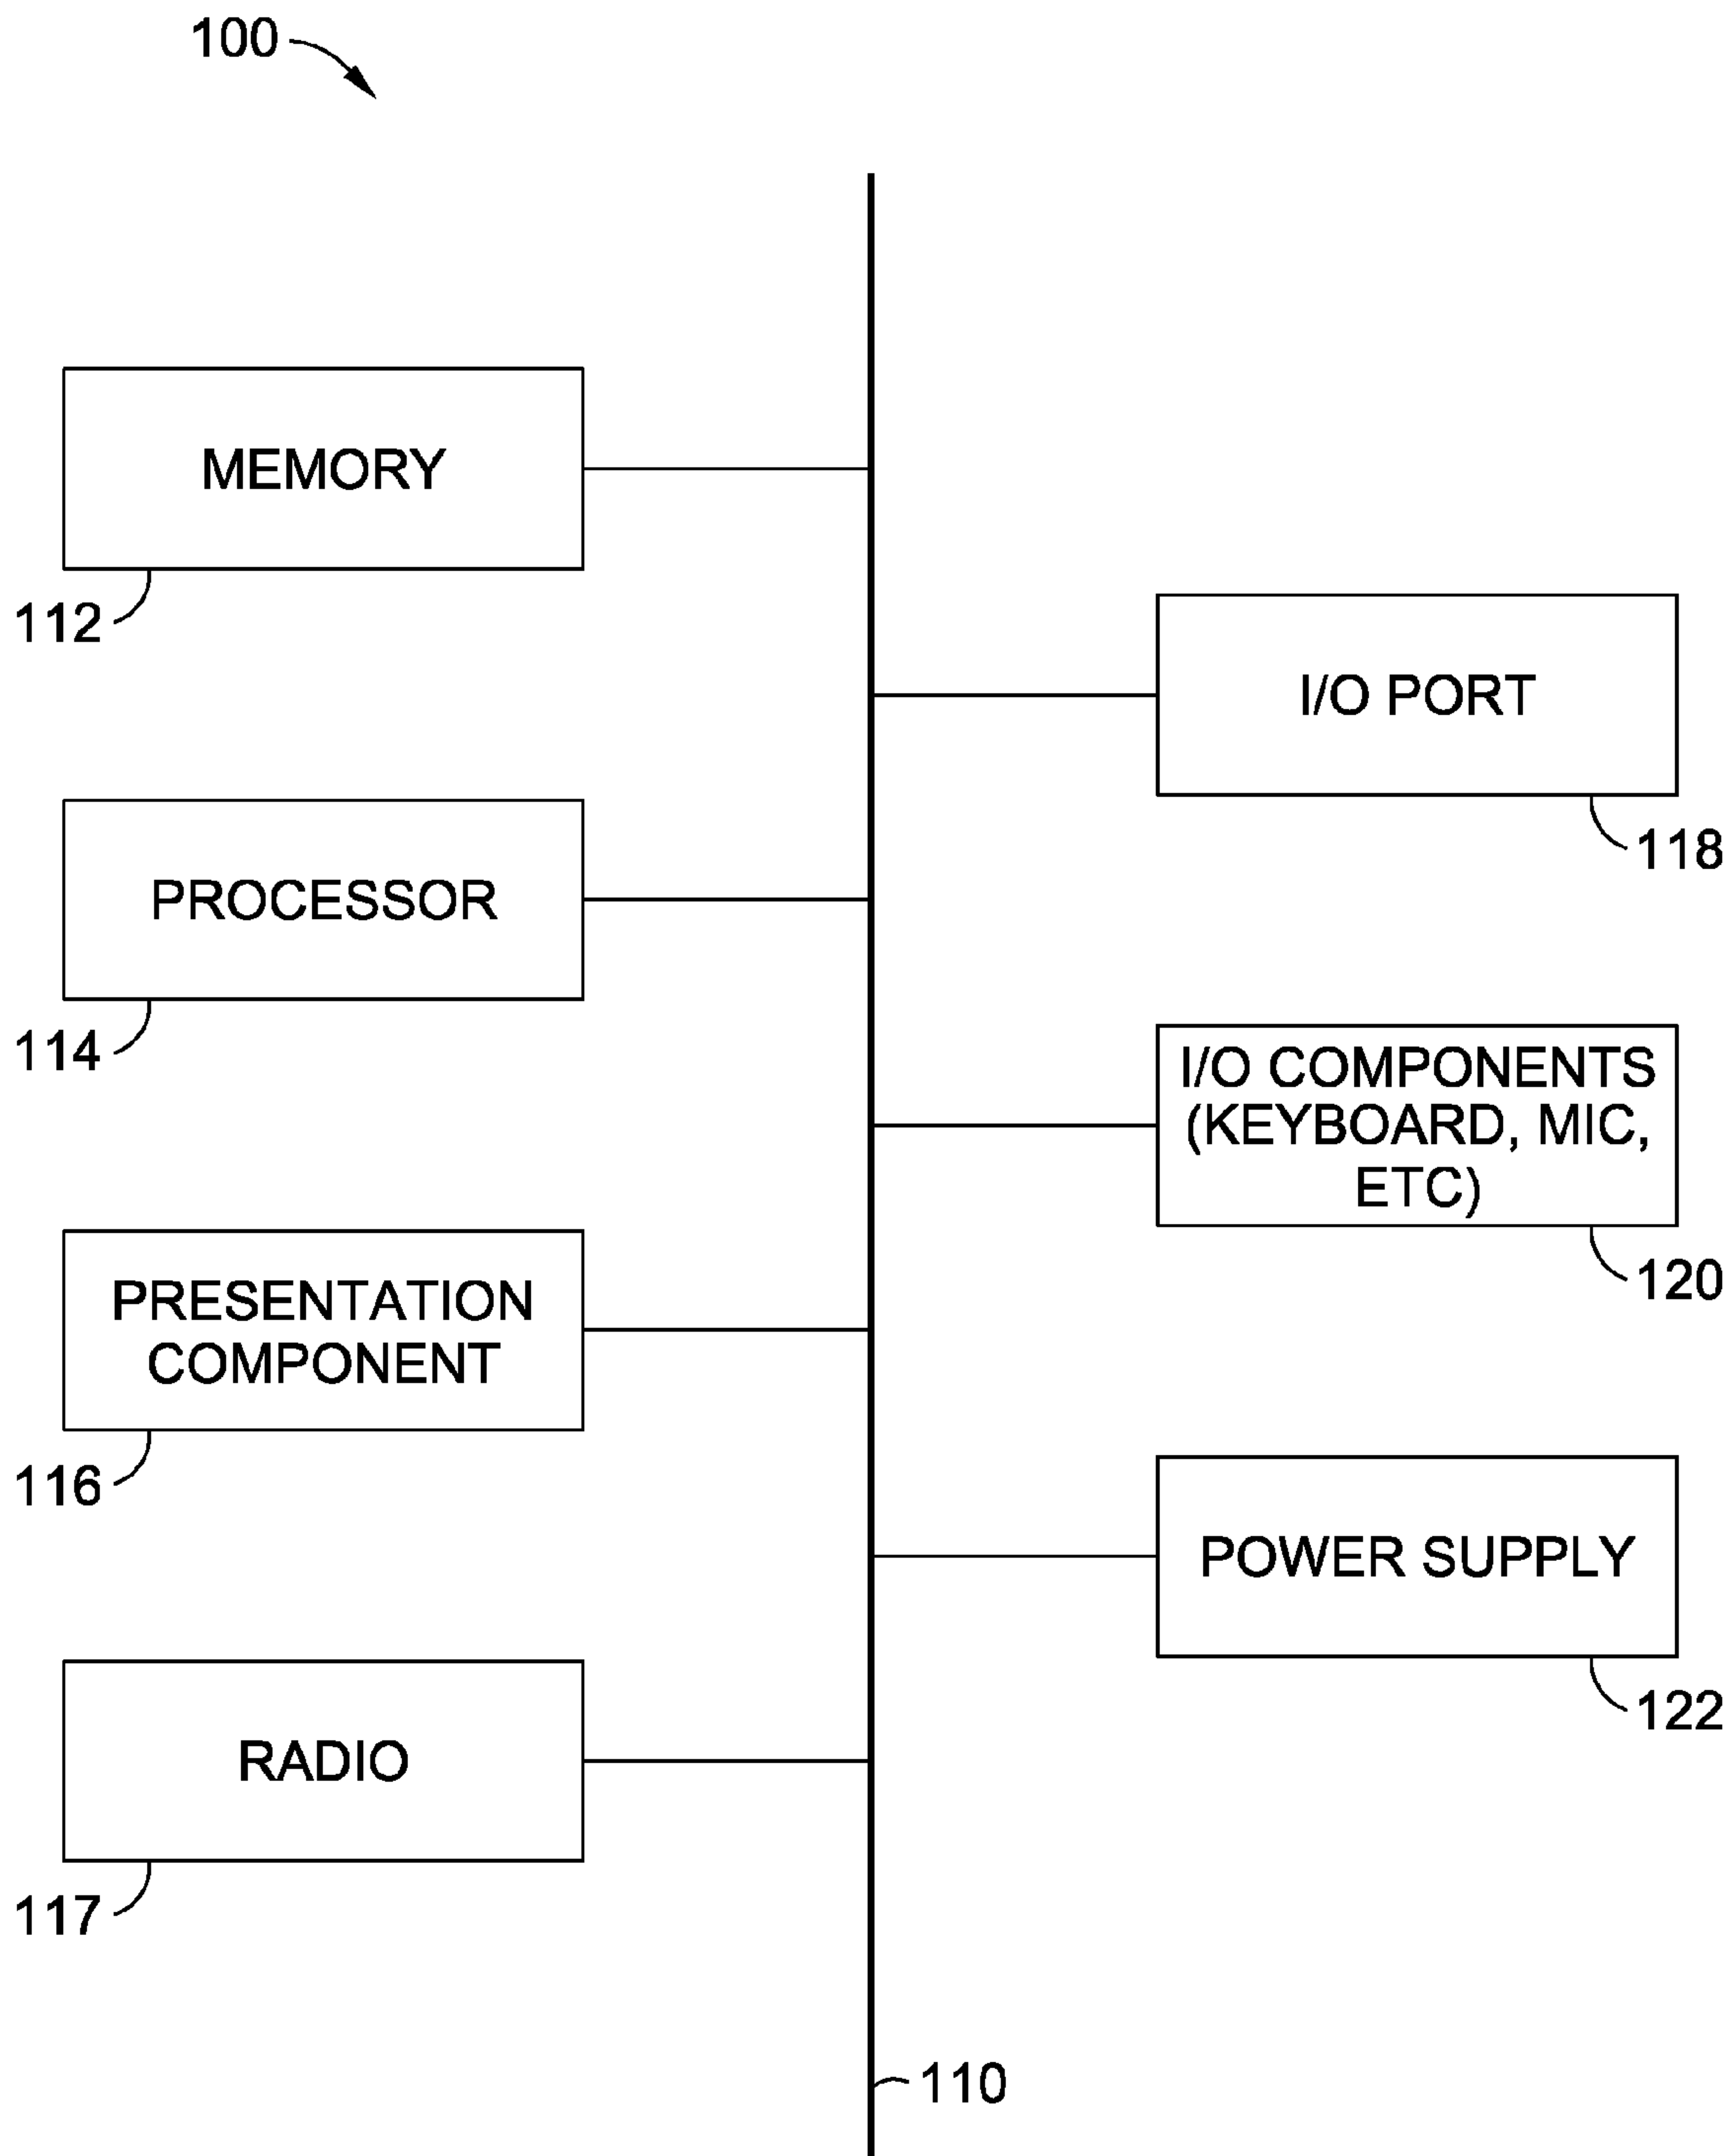 100
MEMORY
112
I/O PORT
118
PROCESSOR
114
I/O COMPONENTS
(KEYBOARD, MIC,
ETC)
120
PRESENTATION
COMPONENT
116
POWER SUPPLY
122
RADIO
117
110